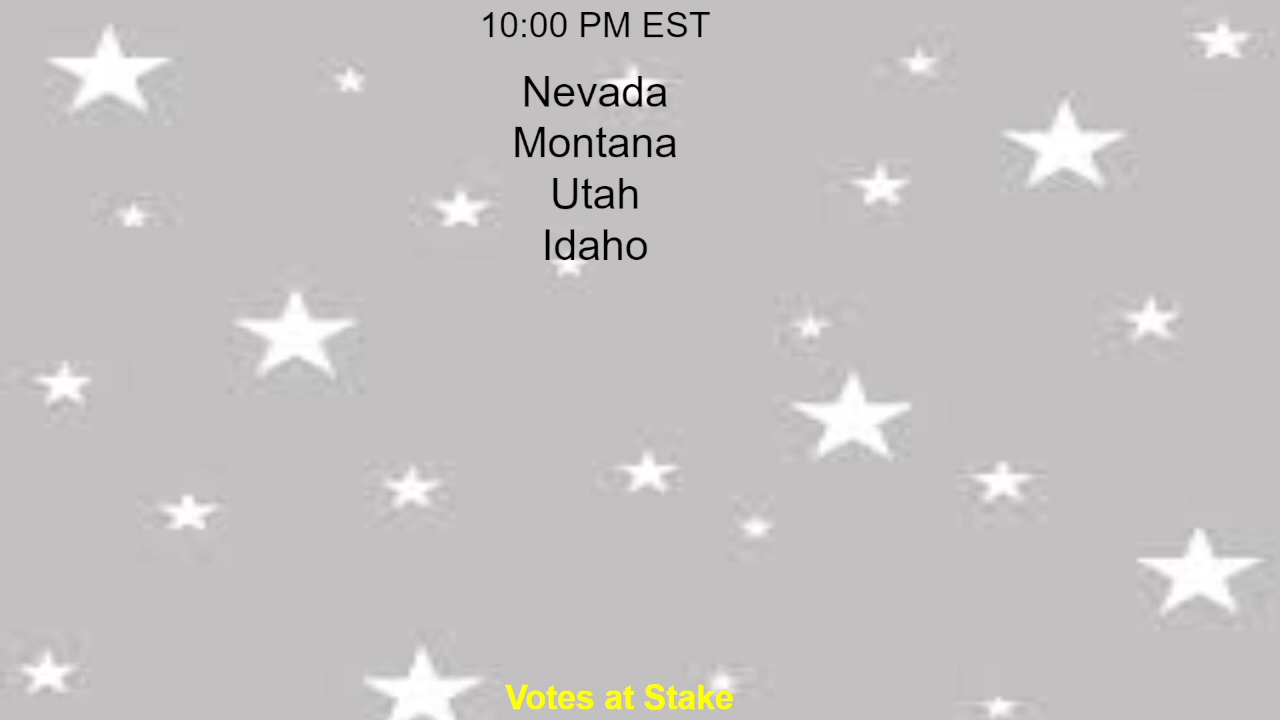 10:00 PM EST
Nevada
Montana
Utah
Idaho
Votes at Stake